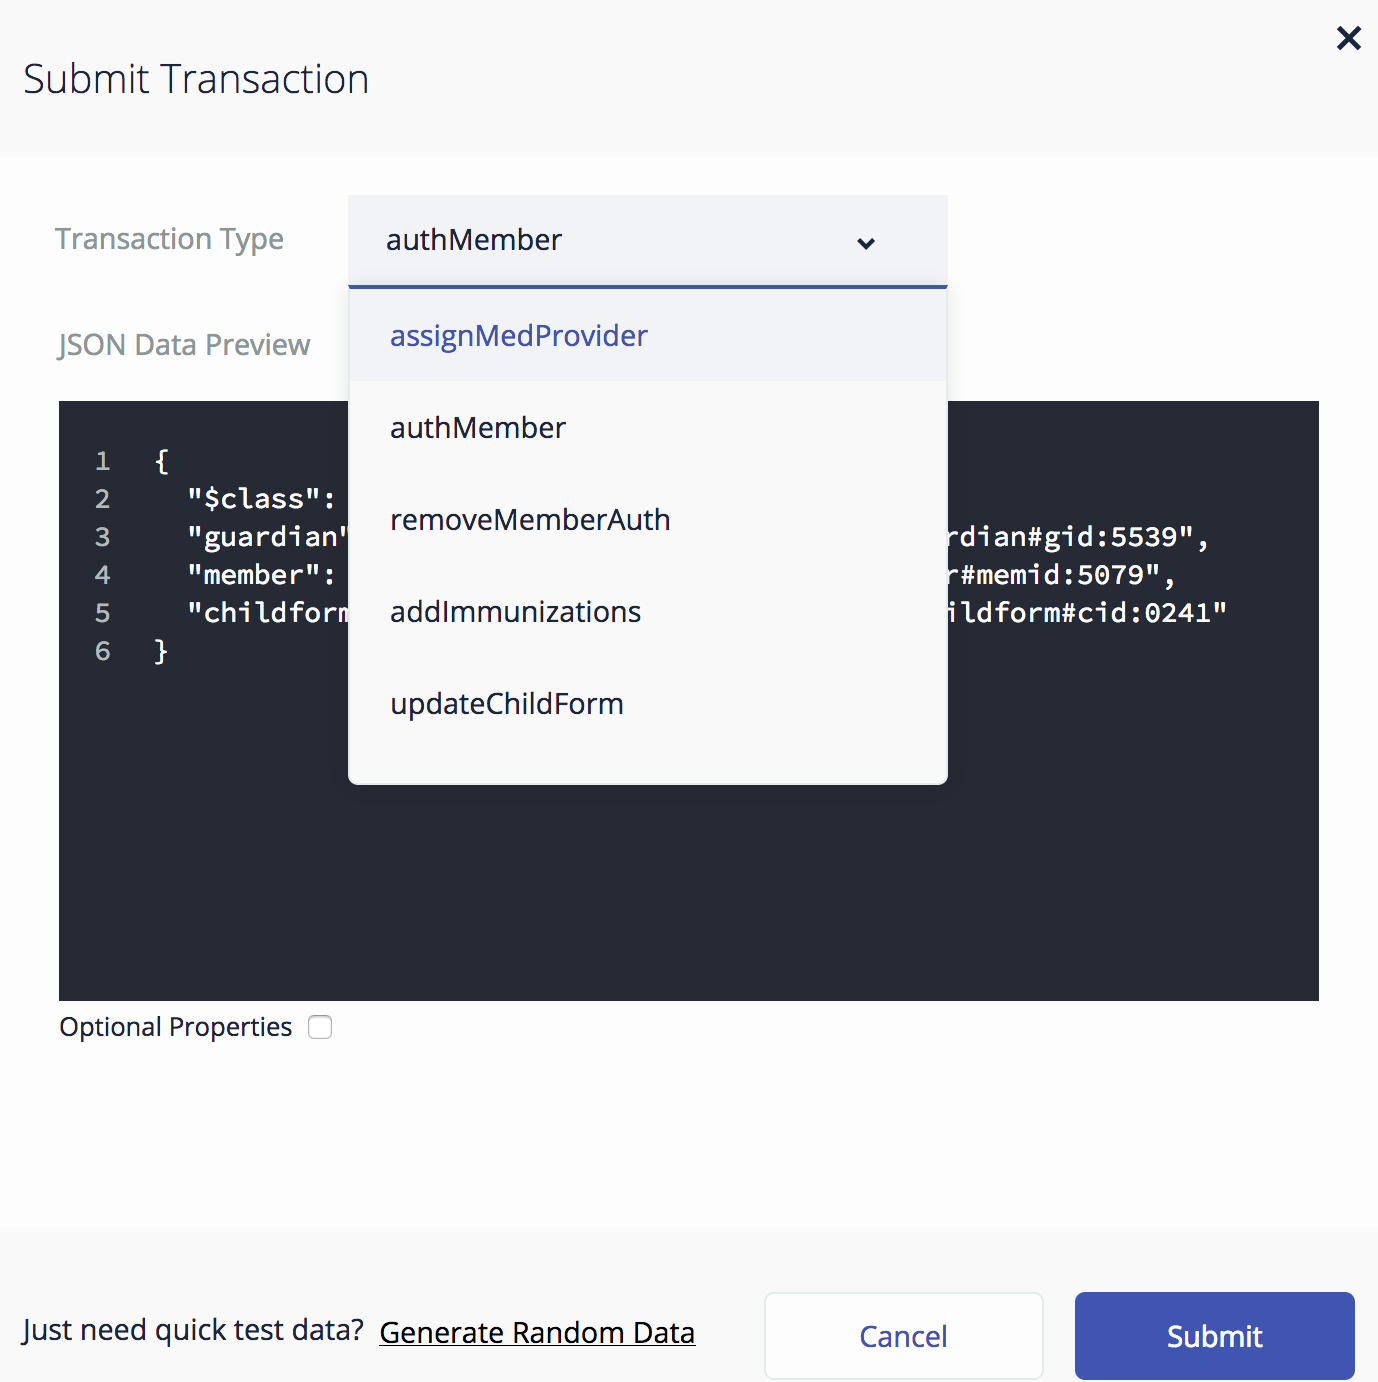 Submit Transaction
Transaction Type
authMember
assignMedProvider
JSON Data Preview
authMember
removeMemberAuth
addImmunizations
updateChildForm
1 {
2 "$class":
3 "guardian" rdian#gid:5539",
4 "member": r#memid:5079",
5 "childform ildform#cid:0241"
6 }
Optional Properties
Just need quick test data? Generate Random Data
Cancel
Submit